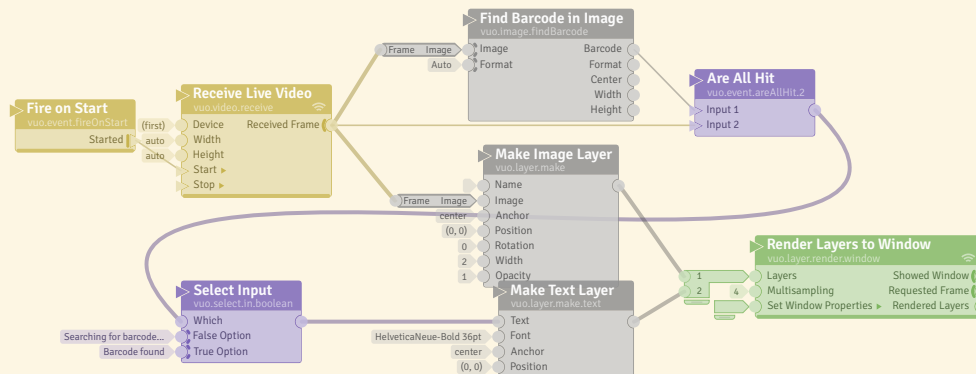 Find Barcode in Image
vuo.image.findBarcode
Frame Image
Image Barcode
Auto Format Format
Center
Width
Height
Are All Hit
vuo.event.areAllHit.2
Input 1
Input 2
Receive Live Video
vuo.video.receive
(first) Device Received Frame
auto Width
auto Height
Start ▸
Stop ▸
Fire on Start
vuo.event.fireOnStart
Started
Make Image Layer
vuo.layer.make
Name
Frame Image
Image
center Anchor
(0, 0) Position
0 Rotation
2 Width
1 Opacity
Render Layers to Window
vuo.layer.render.window
1
2
Layers Showed Window
4 Multisampling Requested Frame
Set Window Properties ▸ Rendered Layers
Select Input
vuo.select.in.boolean
Which
Searching for barcode... False Option
Barcode found True Option
Make Text Layer
vuo.layer.make.text
Text
HelveticaNeue-Bold 36pt Font
center Anchor
(0, 0) Position